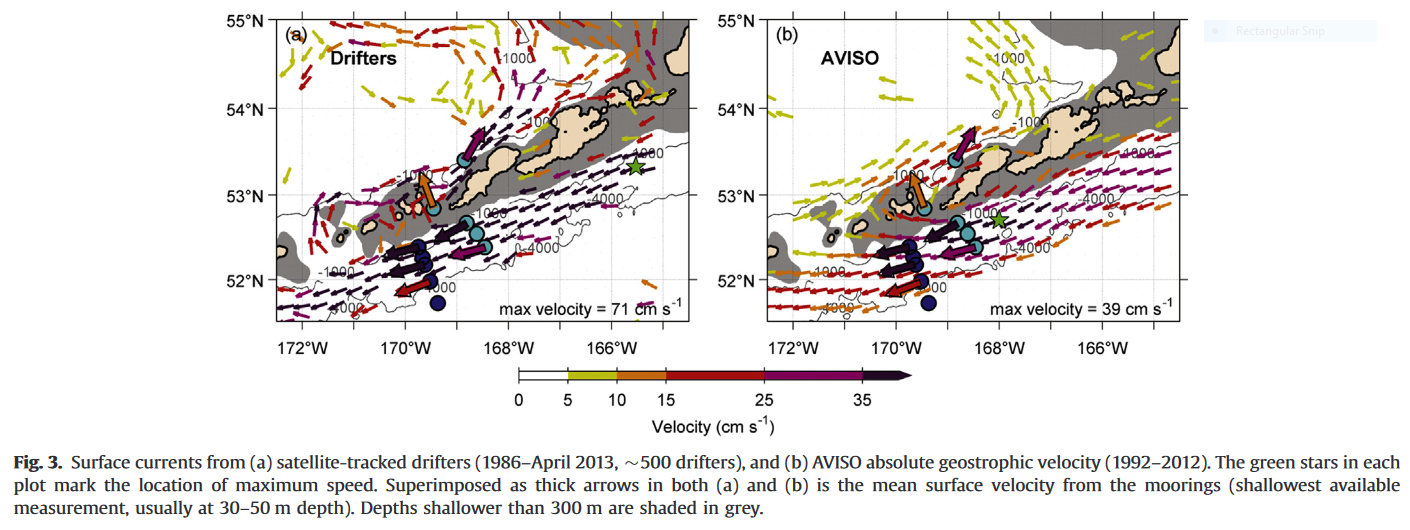 Rectangular Snip
(a)
Drifters
55°N
54°N
53°N
52°N
-1000
-1000
-1000
-1000
-4000
-1000
-4000
-1000
max velocity = 71 cm s-1
172°W 170°W 168°W 166°W
(b)
AVISO
55°N
54°N
53°N
52°N
-1000
-1000
-1000
-1000
-4000
-1000
-4000
-1000
max velocity = 39 cm s-1
172°W 170°W 168°W 166°W
0 5 10 15 25 35
Velocity (cm s-1)
Fig. 3. Surface currents from (a) satellite-tracked drifters (1986–April 2013, ~500 drifters), and (b) AVISO absolute geostrophic velocity (1992–2012). The green stars in each
plot mark the location of maximum speed. Superimposed as thick arrows in both (a) and (b) is the mean surface velocity from the moorings (shallowest available
measurement, usually at 30–50 m depth). Depths shallower than 300 m are shaded in grey.